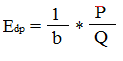 Edp = 1/b * P/Q